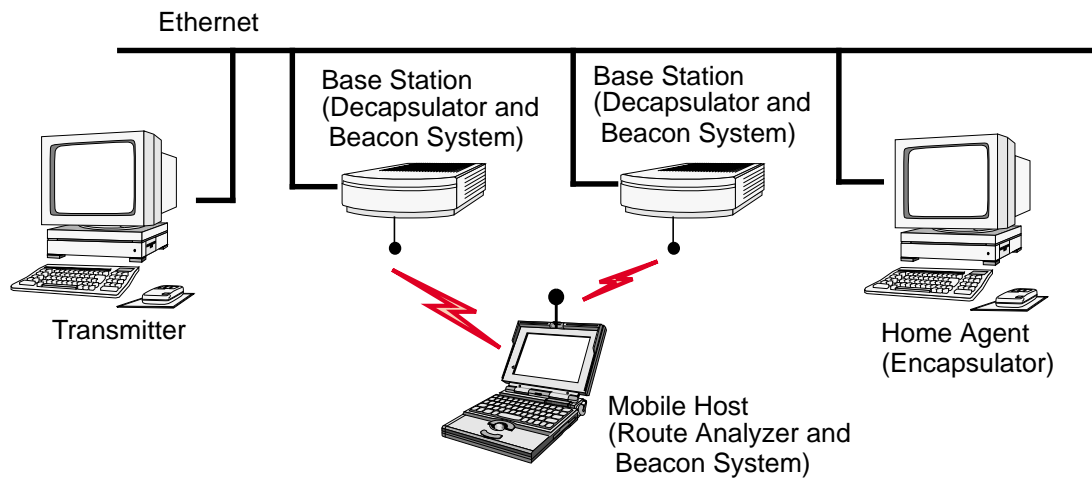 Ethernet
Base Station
(Decapsulator and
Beacon System)
Base Station
(Decapsulator and
Beacon System)
Transmitter
Home Agent
(Encapsulator)
Mobile Host
(Route Analyzer and
Beacon System)